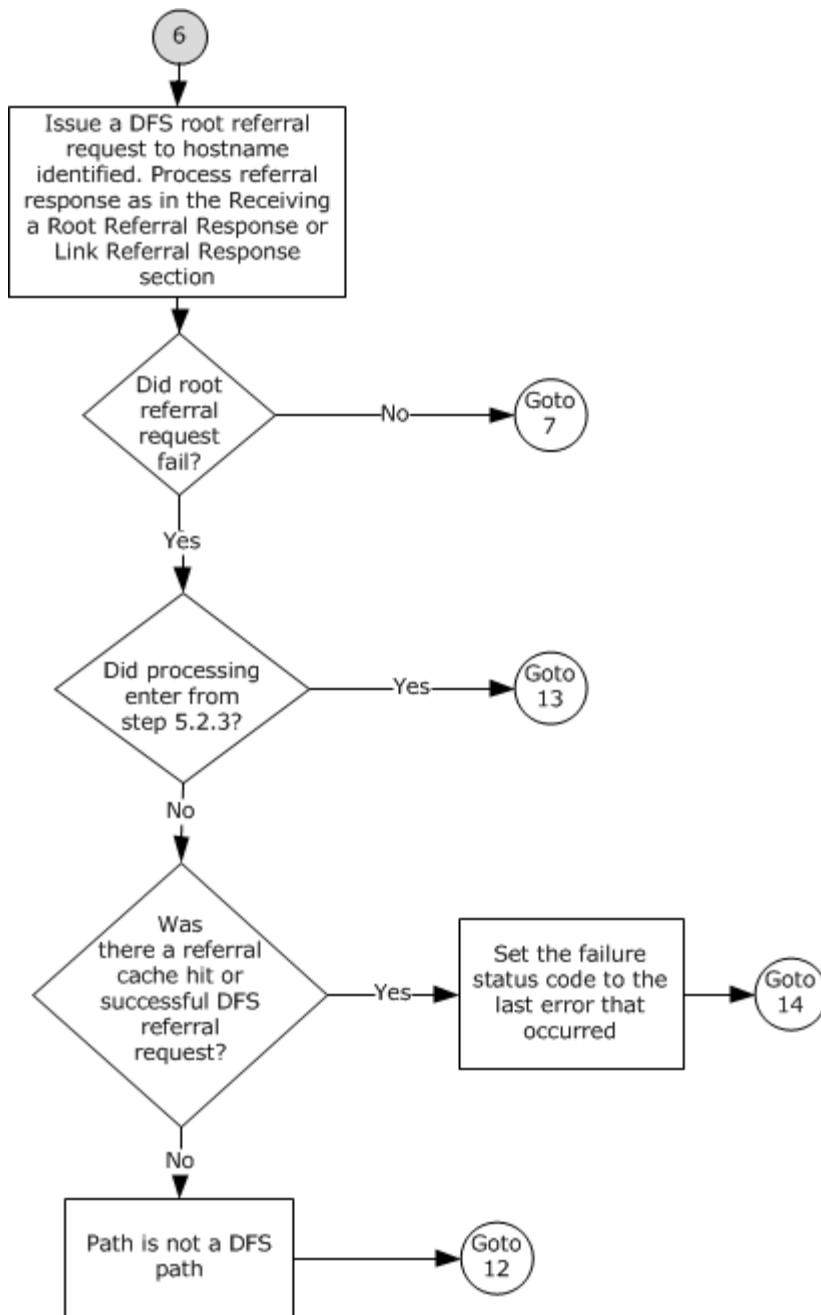 6
Issue a DFS root referral
request to hostname
identified. Process referral
response as in the Receiving
a Root Referral Response or
Link Referral Response
section
Did root
referral
request
fail?
No
Goto
7
Yes
Did processing
enter from
step 5.2.3?
Yes
Goto
13
No
Was
there a referral
cache hit or
successful DFS
referral
request?
Yes
Set the failure
status code to the
last error that
occurred
Goto
14
No
Path is not a DFS
path
Goto
12